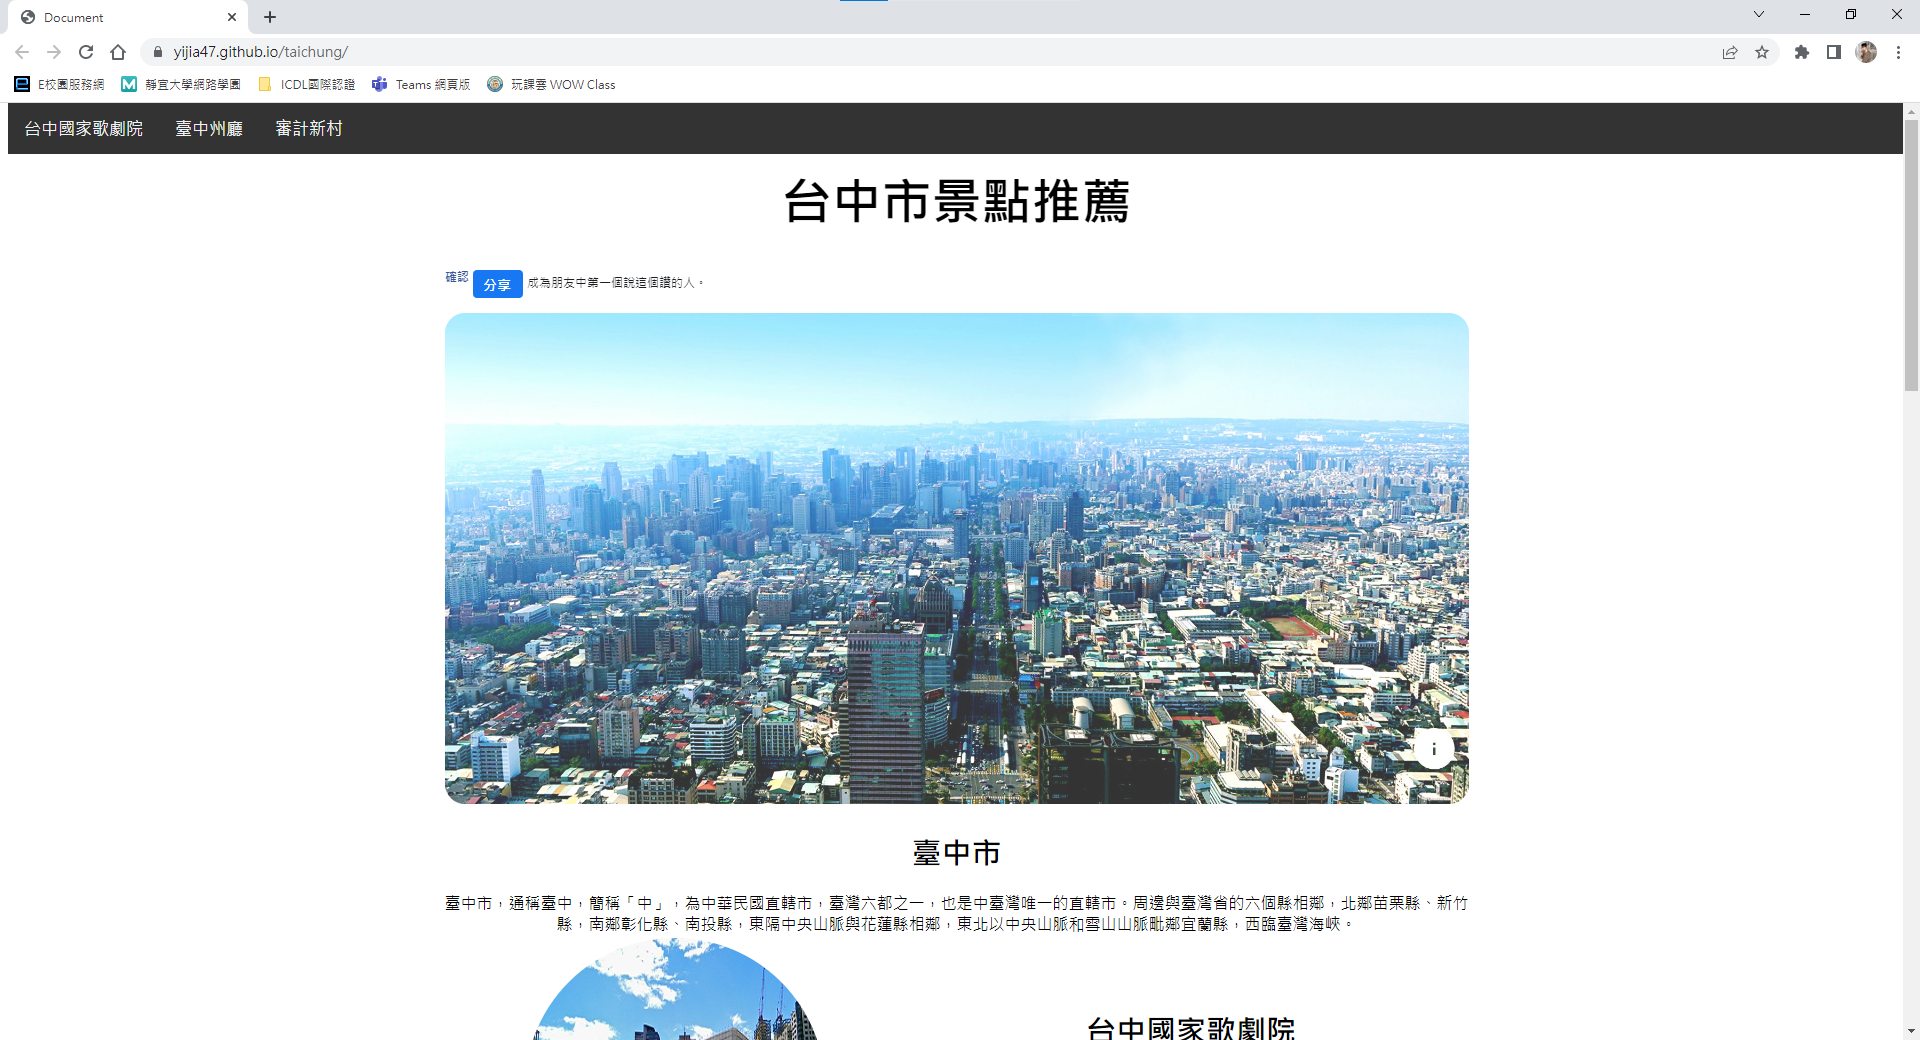 Document
yijia47.github.io/taichung/
E校園服務網 靜宜大學網路學園 ICDL國際認證 Teams 網頁版 玩課雲 WOW Class
台中國家歌劇院 臺中州廳 審計新村
台中市景點推薦
確認 分享 成為朋友中第一個說這個讚的人。
i
臺中市
臺中市，通稱臺中，簡稱「中」，為中華民國直轄市，臺灣六都之一，也是中臺灣唯一的直轄市。周邊與臺灣省的六個縣相鄰，北鄰苗栗縣、新竹
縣，南鄰彰化縣、南投縣，東隔中央山脈與花蓮縣相鄰，東北以中央山脈和雪山山脈毗鄰宜蘭縣，西臨臺灣海峽。
台中國家歌劇院